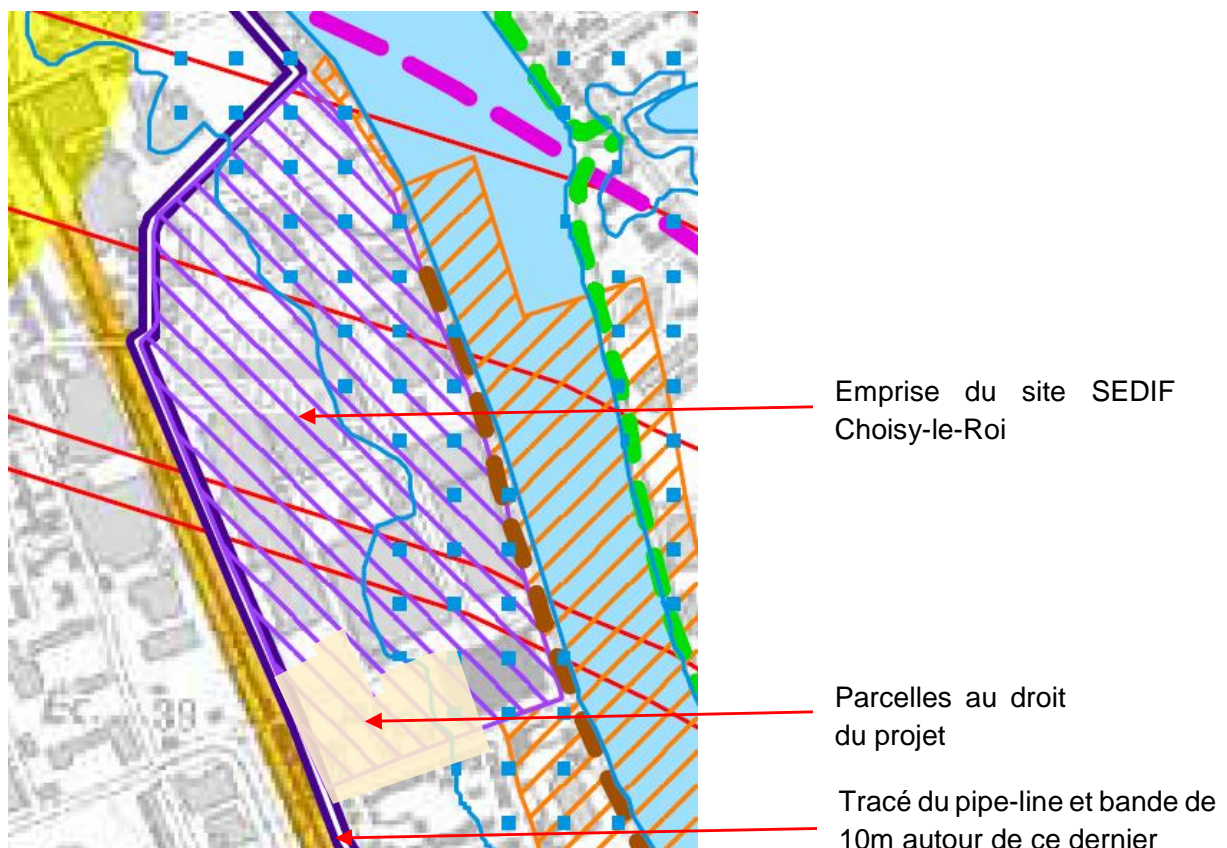 Emprise du site SEDIF
Choisy-le-Roi
39
Parcelles au droit
du projet
Tracé du pipe-line et bande de
10m autour de ce dernier